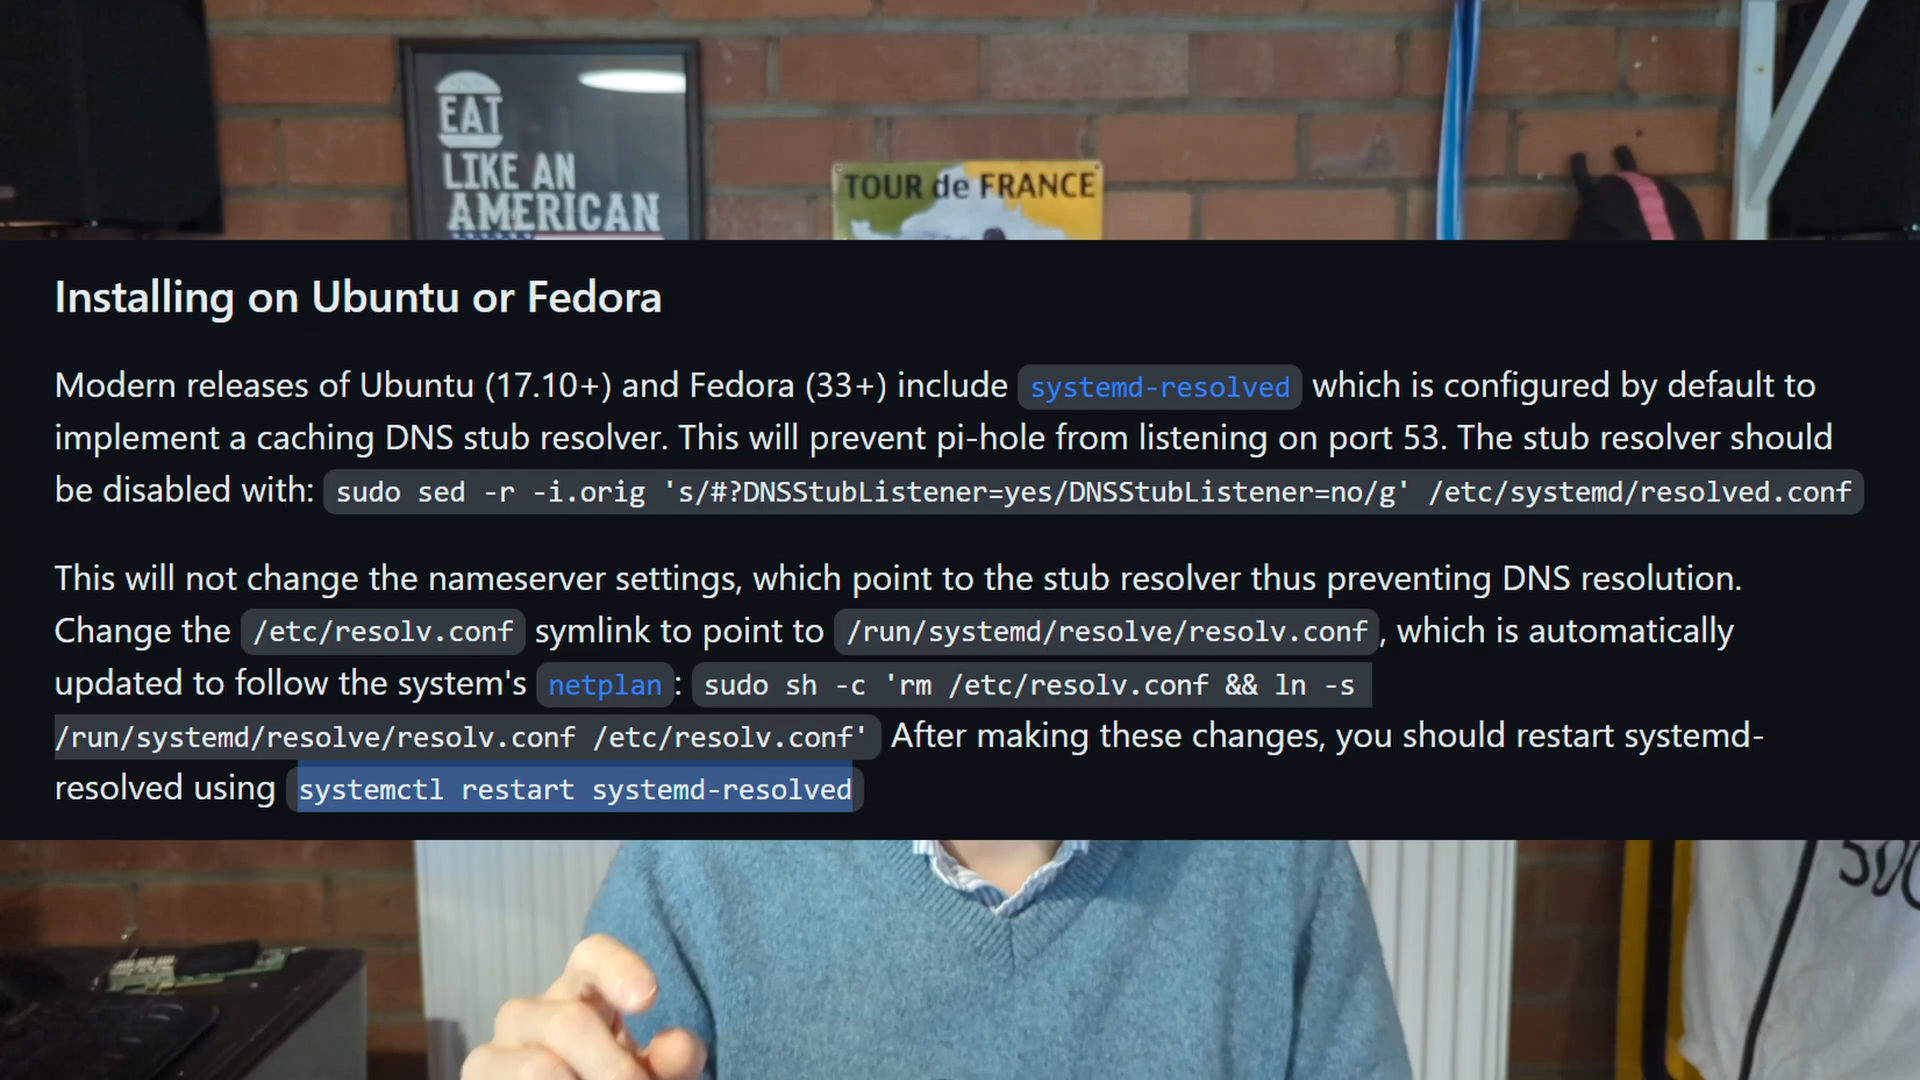 EAT
LIKE AN
AMERICAN
TOUR de FRANCE
Installing on Ubuntu or Fedora
Modern releases of Ubuntu (17.10+) and Fedora (33+) include systemd-resolved which is configured by default to
implement a caching DNS stub resolver. This will prevent pi-hole from listening on port 53. The stub resolver should
be disabled with: sudo sed -r -i.orig 's/#?DNSStubListener=yes/DNSStubListener=no/g' /etc/systemd/resolved.conf
This will not change the nameserver settings, which point to the stub resolver thus preventing DNS resolution.
Change the /etc/resolv.conf symlink to point to /run/systemd/resolve/resolv.conf, which is automatically
updated to follow the system's netplan: sudo sh -c 'rm /etc/resolv.conf && ln -s
/run/systemd/resolve/resolv.conf /etc/resolv.conf' After making these changes, you should restart systemd-
resolved using systemctl restart systemd-resolved